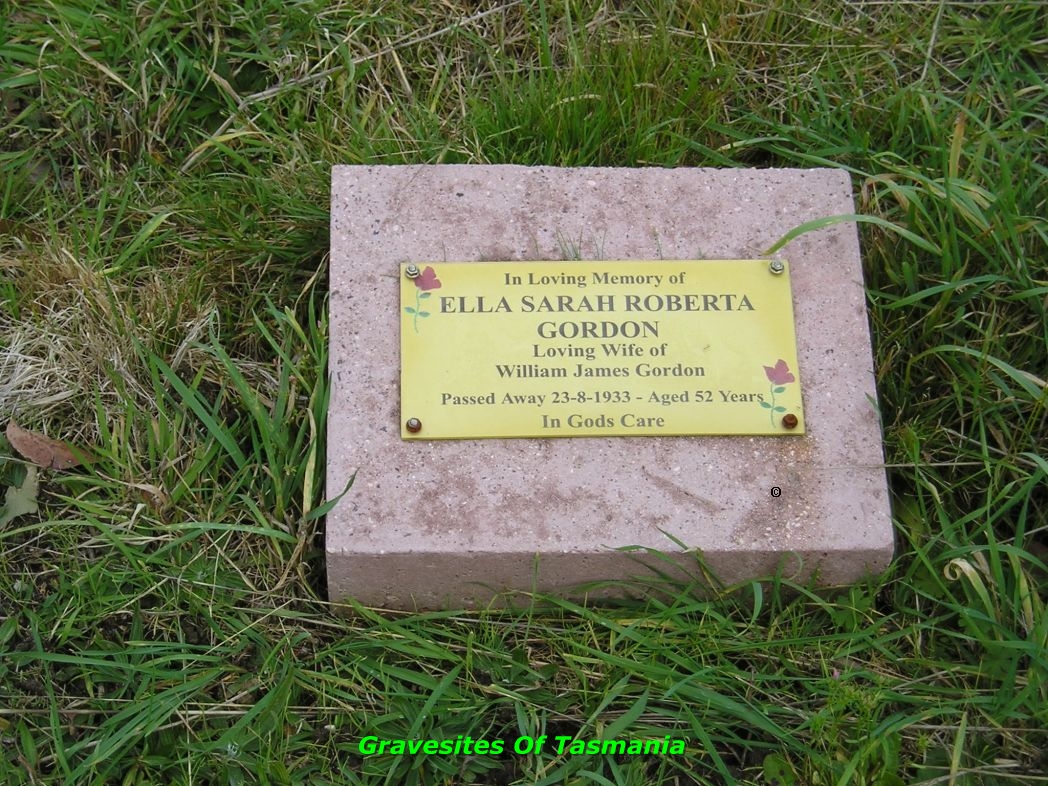 In Loving Memory of
ELLA SARAH ROBERTA
GORDON
Loving Wife of
William James Gordon
Passed Away 23-8-1933 - Aged 52 Years
In Gods Care
©
Gravesites Of Tasmania